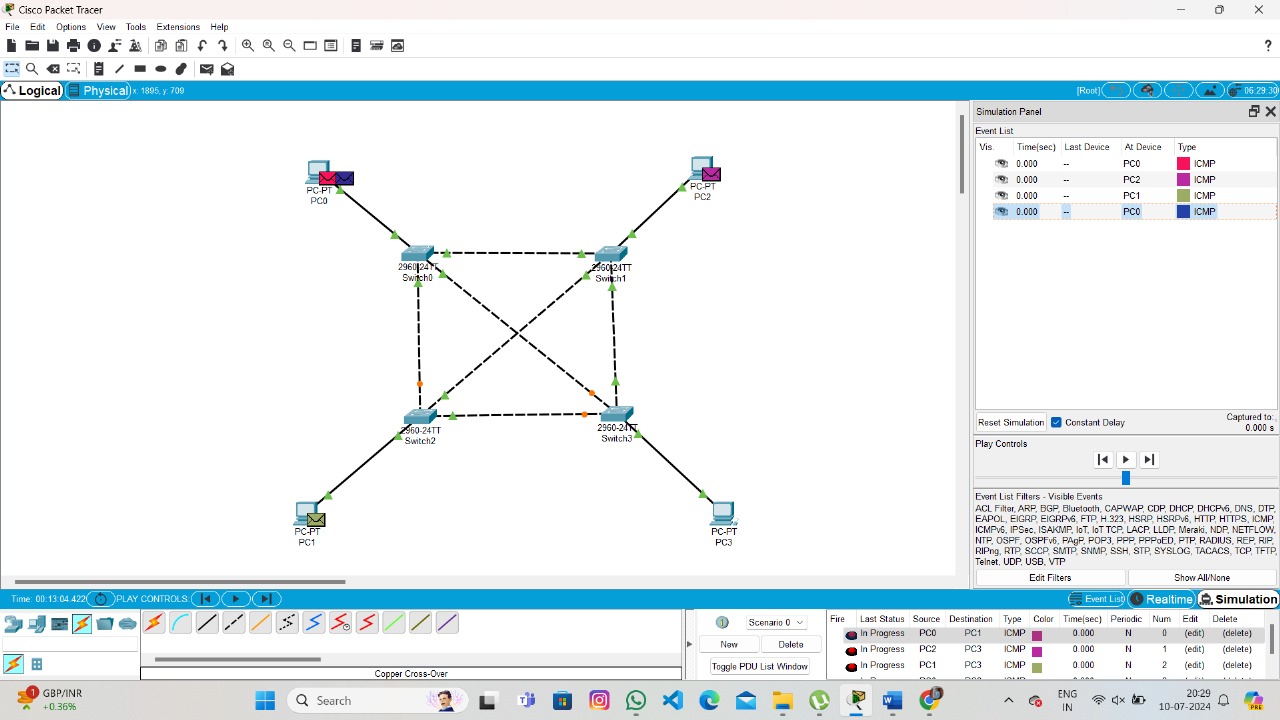 Cisco Packet Tracer
File Edit Options View Tools Extensions Help
?
Logical Physical x: 1895, y: 709 [Root] 06:29:30
Simulation Panel
Event List
Vis. Time(sec) Last Device At Device Type
0.000 -- PC0 ICMP
0.000 -- PC2 ICMP
0.000 -- PC1 ICMP
0.000 -- PC0 ICMP
PC-PT
PC0
PC-PT
PC2
2960-24TT
Switch0
2960-24TT
Switch1
2960-24TT
Switch2
2960-24TT
Switch3
PC-PT
PC1
PC-PT
PC3
Reset Simulation Constant Delay Captured to:
0.000 s
Play Controls
Event List Filters - Visible Events
ACL Filter, ARP, BGP, Bluetooth, CAPWAP, CDP, DHCP, DHCPv6, DNS, DTP,
EAPOL, EIGRP, EIGRPv6, FTP, H.323, HSRP, HSRPv6, HTTP, HTTPS, ICMP,
ICMPv6, IPSec, ISAKMP, IoT, IoT TCP, LACP, LLDP, Meraki, NDP, NETFLOW,
NTP, OSPF, OSPFv6, PAgP, POP3, PPP, PPPoED, PTP, RADIUS, REP, RIP,
RIPng, RTP, SCCP, SMTP, SNMP, SSH, STP, SYSLOG, TACACS, TCP, TFTP,
Telnet, UDP, USB, VTP
Edit Filters Show All/None
Time: 00:13:04.422 PLAY CONTROLS: Event List Realtime Simulation
Scenario 0
New Delete
Toggle PDU List Window
Fire Last Status Source Destination Type Color Time(sec) Periodic Num Edit Delete
In Progress PC0 PC1 ICMP 0.000 N 0 (edit) (delete)
In Progress PC2 PC3 ICMP 0.000 N 1 (edit) (delete)
In Progress PC1 PC3 ICMP 0.000 N 2 (edit) (delete)
Copper Cross-Over
1
GBP/INR
+0.36%
Search
ENG
IN
20:29
10-07-2024
PRE